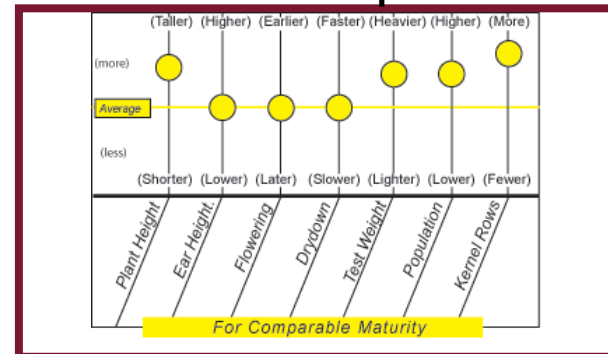 (Taller) (Higher) (Earlier) (Faster) (Heavier) (Higher) (More)
(more)
Average
(less)
(Shorter) (Lower) (Later) (Slower) (Lighter) (Lower) (Fewer)
Plant Height
Ear Height.
Flowering
Drydown
Test Weight
Population
Kernel Rows
For Comparable Maturity